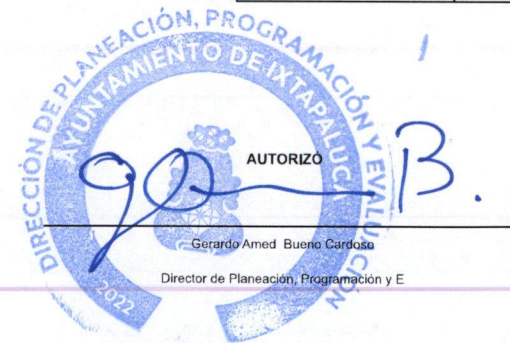 DIRECCIÓN DE PLANEACIÓN, PROGRAMACIÓN Y EVALUACIÓN
AYUNTAMIENTO DE IXTAPALUCA
AUTORIZÓ
Gerardo Amed Bueno Cardoso
Director de Planeación, Programación y E
2022